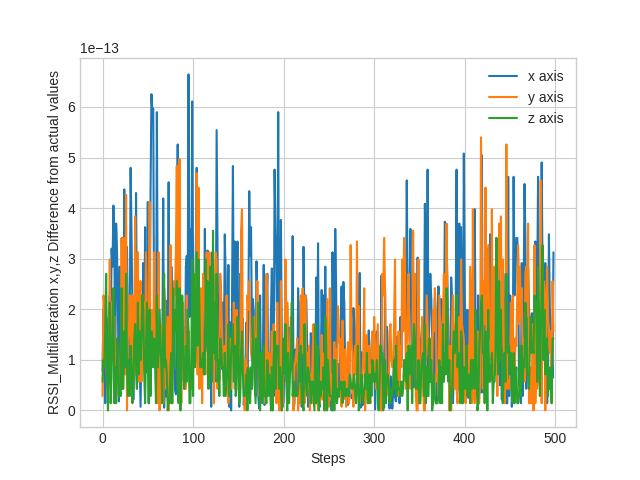 1e−13
RSSI_Multilateration x,y,z Difference from actual values
6
5
4
3
2
1
0
x axis
y axis
z axis
0 100 200 300 400 500
Steps